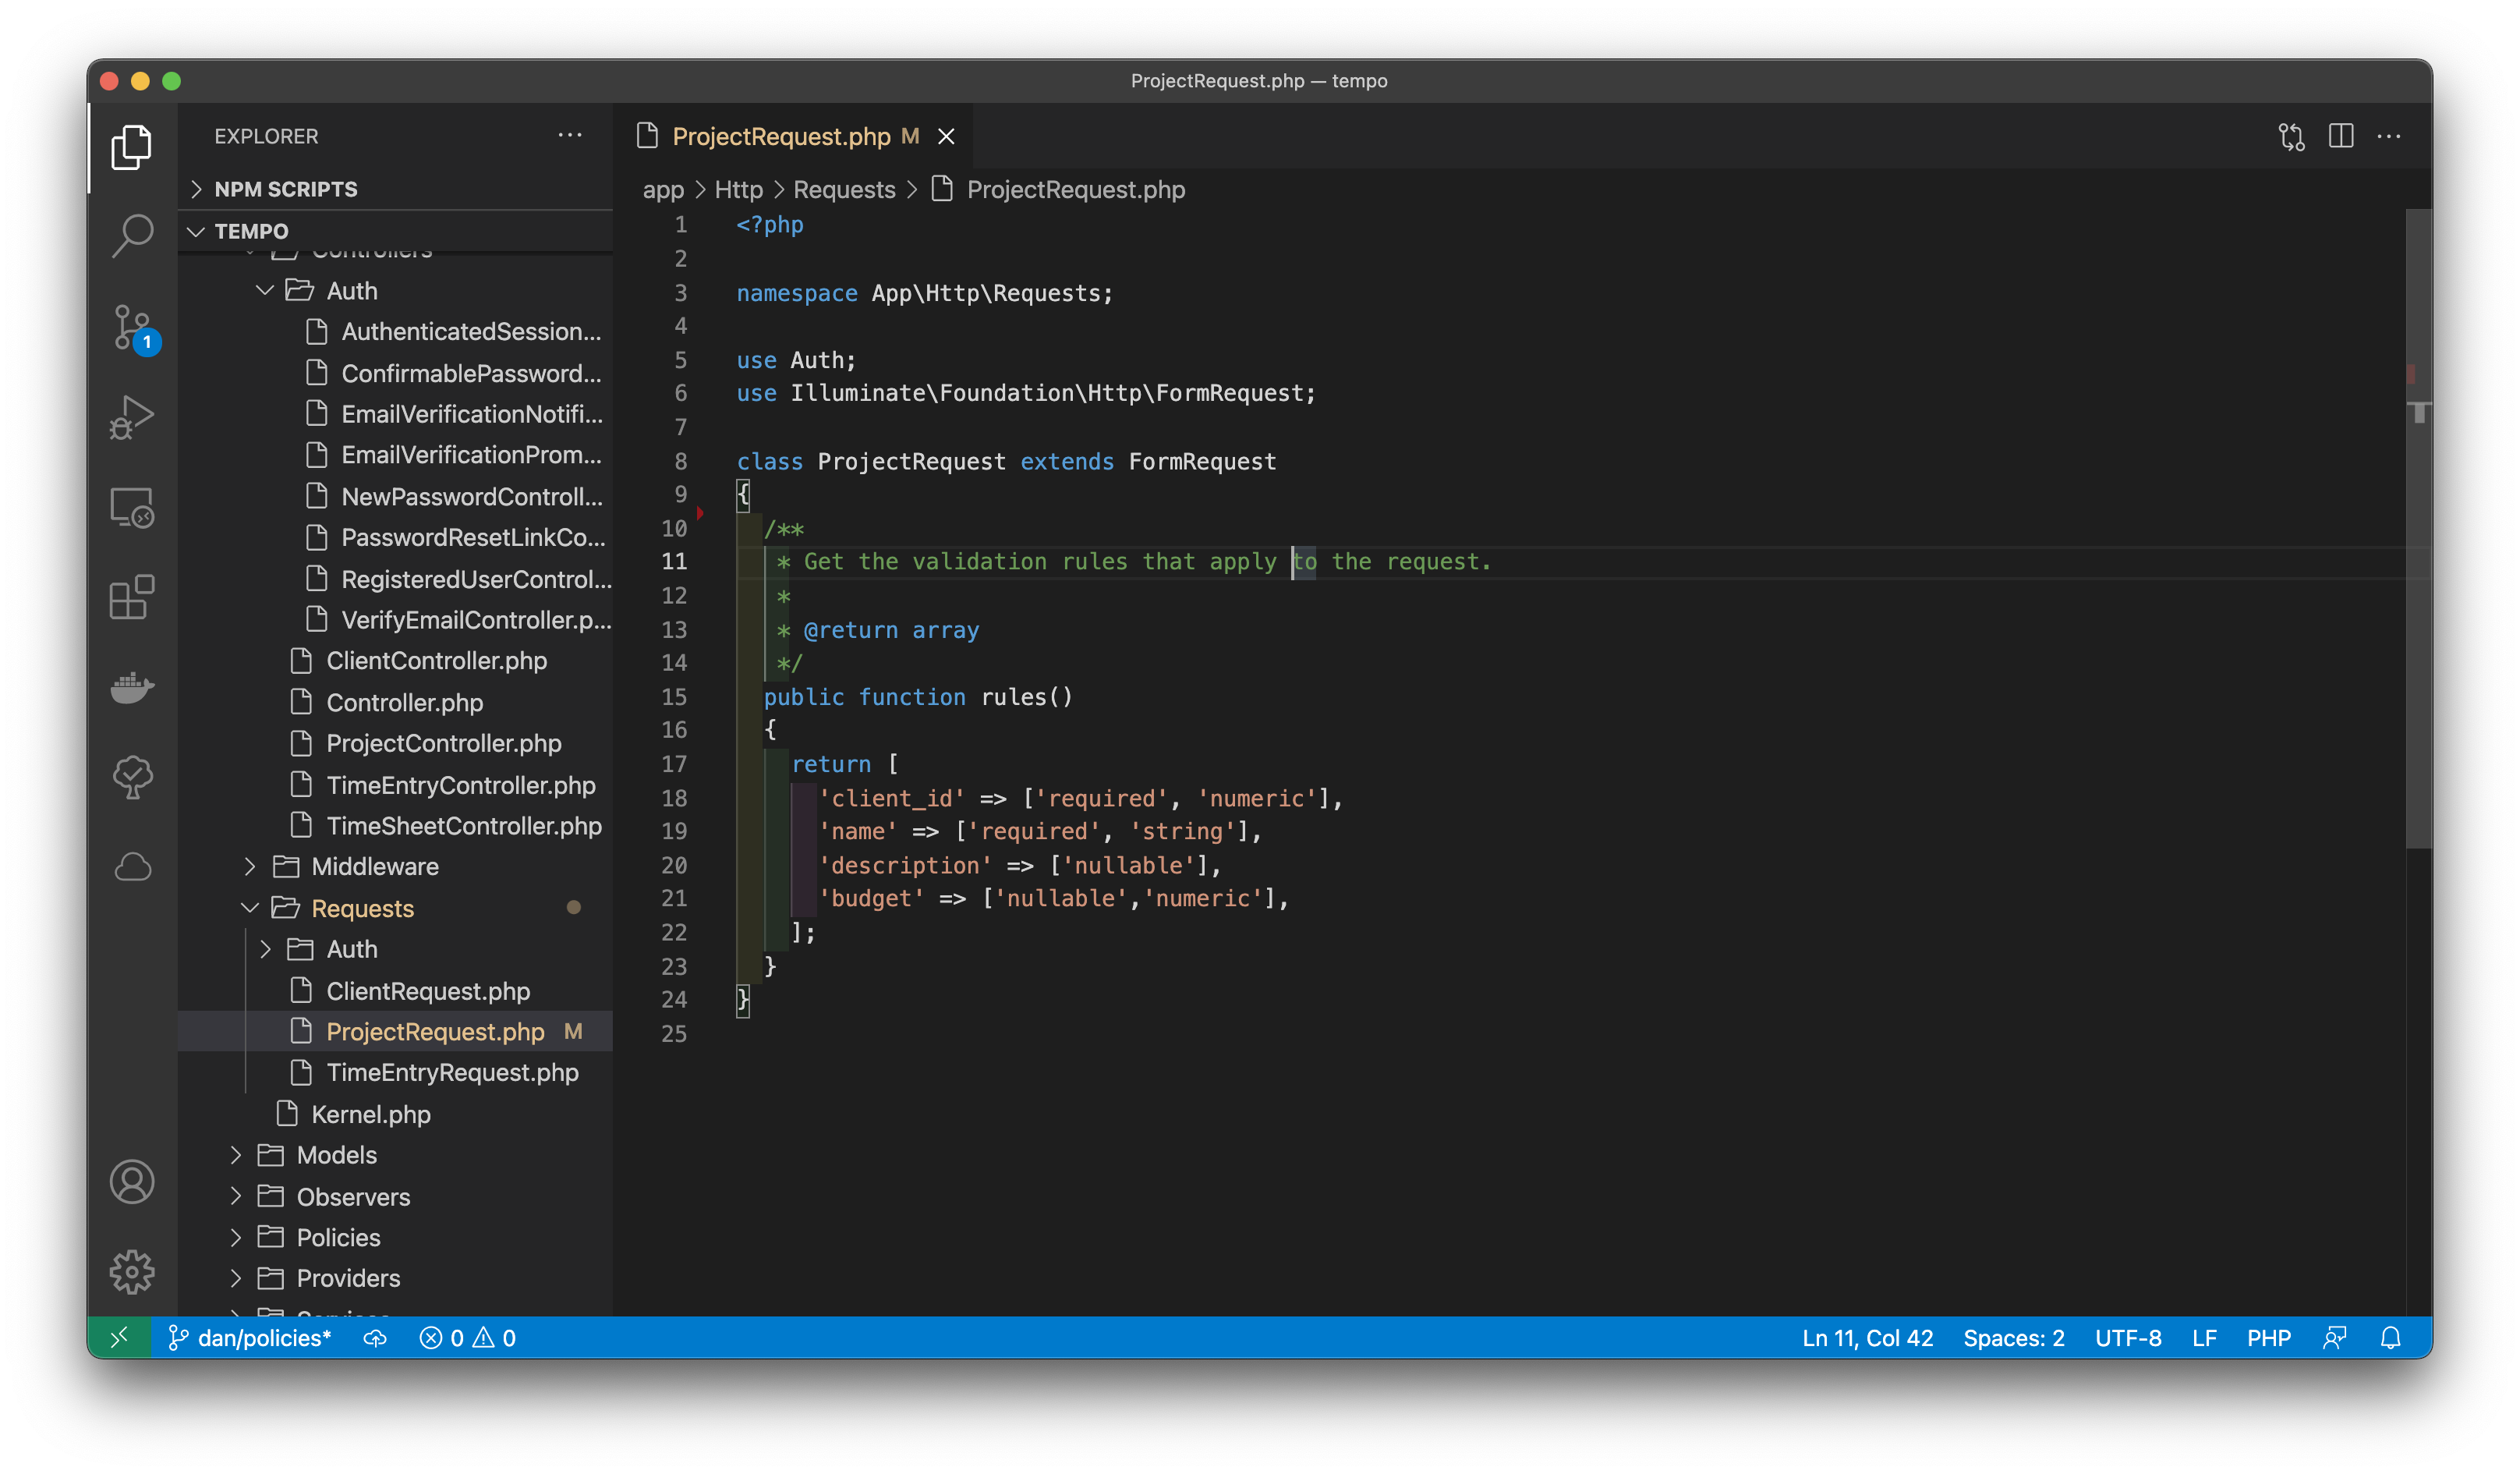 ProjectRequest.php — tempo
EXPLORER
NPM SCRIPTS
TEMPO
Controllers
Auth
AuthenticatedSession...
ConfirmablePassword...
EmailVerificationNotifi...
EmailVerificationProm...
NewPasswordControll...
PasswordResetLinkCo...
RegisteredUserControl...
VerifyEmailController.p...
ClientController.php
Controller.php
ProjectController.php
TimeEntryController.php
TimeSheetController.php
Middleware
Requests
Auth
ClientRequest.php
ProjectRequest.php M
TimeEntryRequest.php
Kernel.php
Models
Observers
Policies
Providers
Services
1
ProjectRequest.php M
app > Http > Requests > ProjectRequest.php
1 <?php
2
3 namespace App\Http\Requests;
4
5 use Auth;
6 use Illuminate\Foundation\Http\FormRequest;
7
8 class ProjectRequest extends FormRequest
9 {
10 /**
11 * Get the validation rules that apply to the request.
12 *
13 * @return array
14 */
15 public function rules()
16 {
17 return [
18 'client_id' => ['required', 'numeric'],
19 'name' => ['required', 'string'],
20 'description' => ['nullable'],
21 'budget' => ['nullable','numeric'],
22 ];
23 }
24 }
25
dan/policies* 0 0 Ln 11, Col 42 Spaces: 2 UTF-8 LF PHP